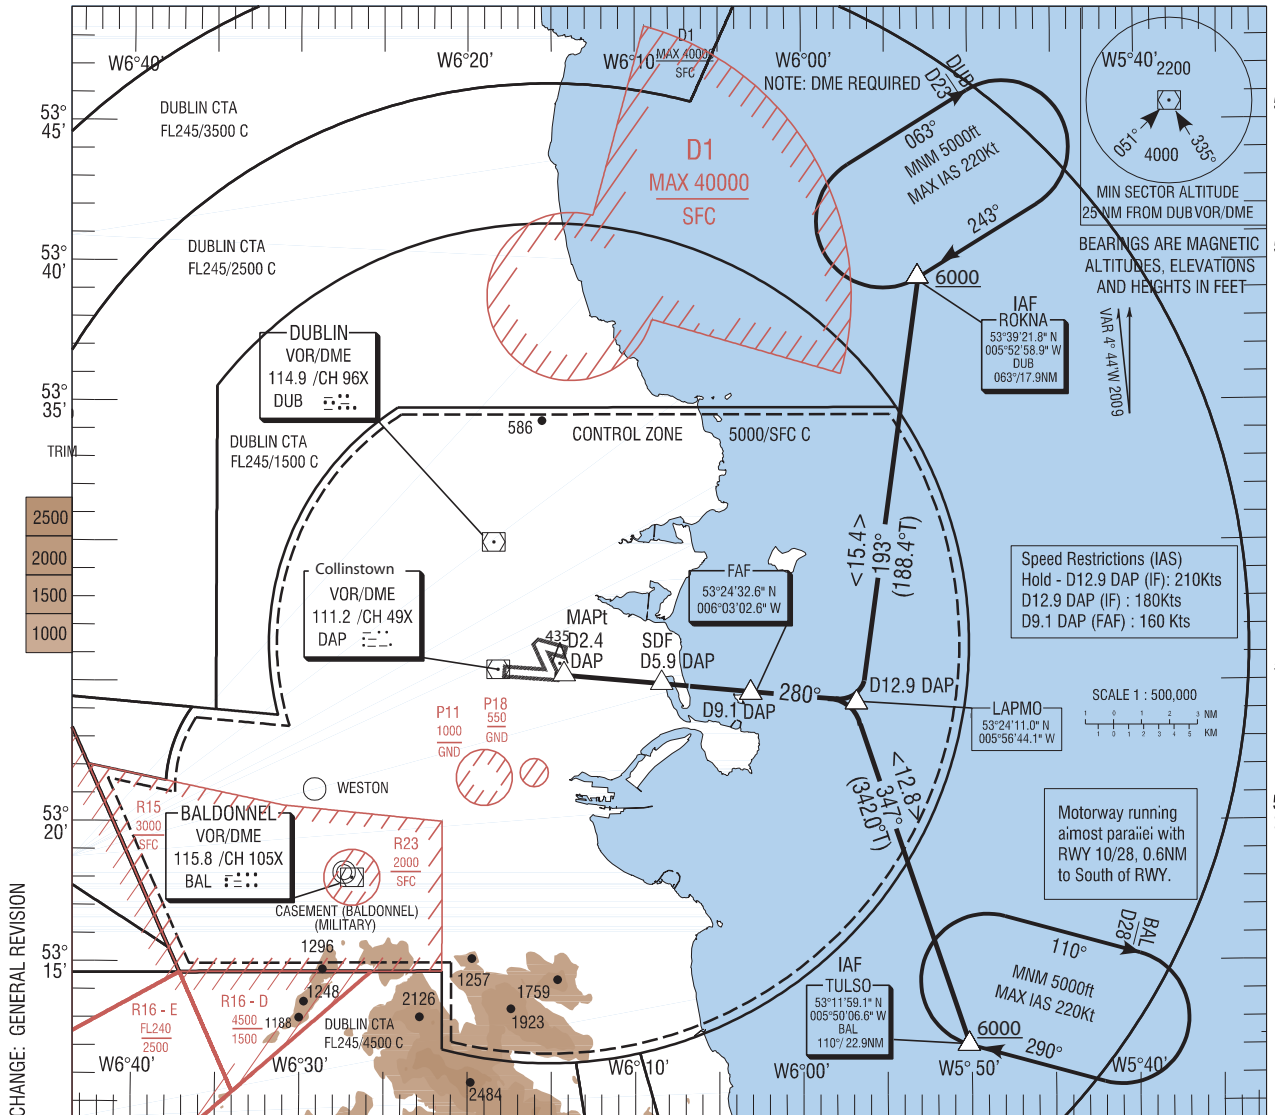 W6°40'
W6°20'
W6°10'
W6°00'
W5°40'
D1
MAX 40000
SFC
NOTE: DME REQUIRED
DUB
D23
2200
051°
335°
4000
MIN SECTOR ALTITUDE
25 NM FROM DUB VOR/DME
BEARINGS ARE MAGNETIC
ALTITUDES, ELEVATIONS
AND HEIGHTS IN FEET
VAR 4° 44'W 2009
53°
45'
DUBLIN CTA
FL245/3500 C
D1
MAX 40000
SFC
063°
MNM 5000ft
MAX IAS 220Kt
243°
6000
53°
40'
DUBLIN CTA
FL245/2500 C
IAF
ROKNA
53°39'21.8" N
005°52'58.9" W
DUB
063°/17.9NM
DUBLIN
VOR/DME
114.9 /CH 96X
DUB
53°
35'
DUBLIN CTA
FL245/1500 C
586
CONTROL ZONE
5000/SFC C
TRIM
2500
2000
1500
1000
<15.4>
193°
(188.4°T)
Speed Restrictions (IAS)
Hold - D12.9 DAP (IF): 210Kts
D12.9 DAP (IF) : 180Kts
D9.1 DAP (FAF) : 160 Kts
Collinstown
VOR/DME
111.2 /CH 49X
DAP
FAF
53°24'32.6" N
006°03'02.6" W
MAPt
D2.4
DAP
435
SDF
D5.9 DAP
D9.1 DAP
280°
D12.9 DAP
LAPMO
53°24'11.0" N
005°56'44.1" W
SCALE 1 : 500,000
1 0 1 2 3 NM
1 0 1 2 3 4 5 KM
P11
1000
GND
P18
550
GND
WESTON
<12.8>
347°
(342.0°T)
Motorway running
almost parallel with
RWY 10/28, 0.6NM
to South of RWY.
53°
20'
R15
3000
SFC
BALDONNEL
VOR/DME
115.8 /CH 105X
BAL
R23
2000
SFC
CASEMENT (BALDONNEL)
(MILITARY)
53°
15'
1296
1248
1188
2126
1257
1759
1923
2484
R16 - E
FL240
2500
R16 - D
4500
1500
DUBLIN CTA
FL245/4500 C
IAF
TULSO
53°11'59.1" N
005°50'06.6" W
BAL
110°/ 22.9NM
110°
BAL
D28
MNM 5000ft
MAX IAS 220Kt
6000
290°
W6°40'
W6°30'
W6°10'
W6°00'
W5°50'
W5°40'
CHANGE: GENERAL REVISION